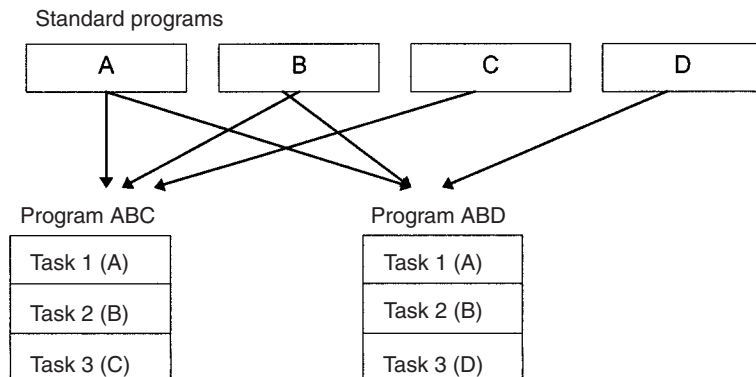 Standard programs
A B C D
Program ABC Program ABD
Task 1 (A) Task 1 (A)
Task 2 (B) Task 2 (B)
Task 3 (C) Task 3 (D)